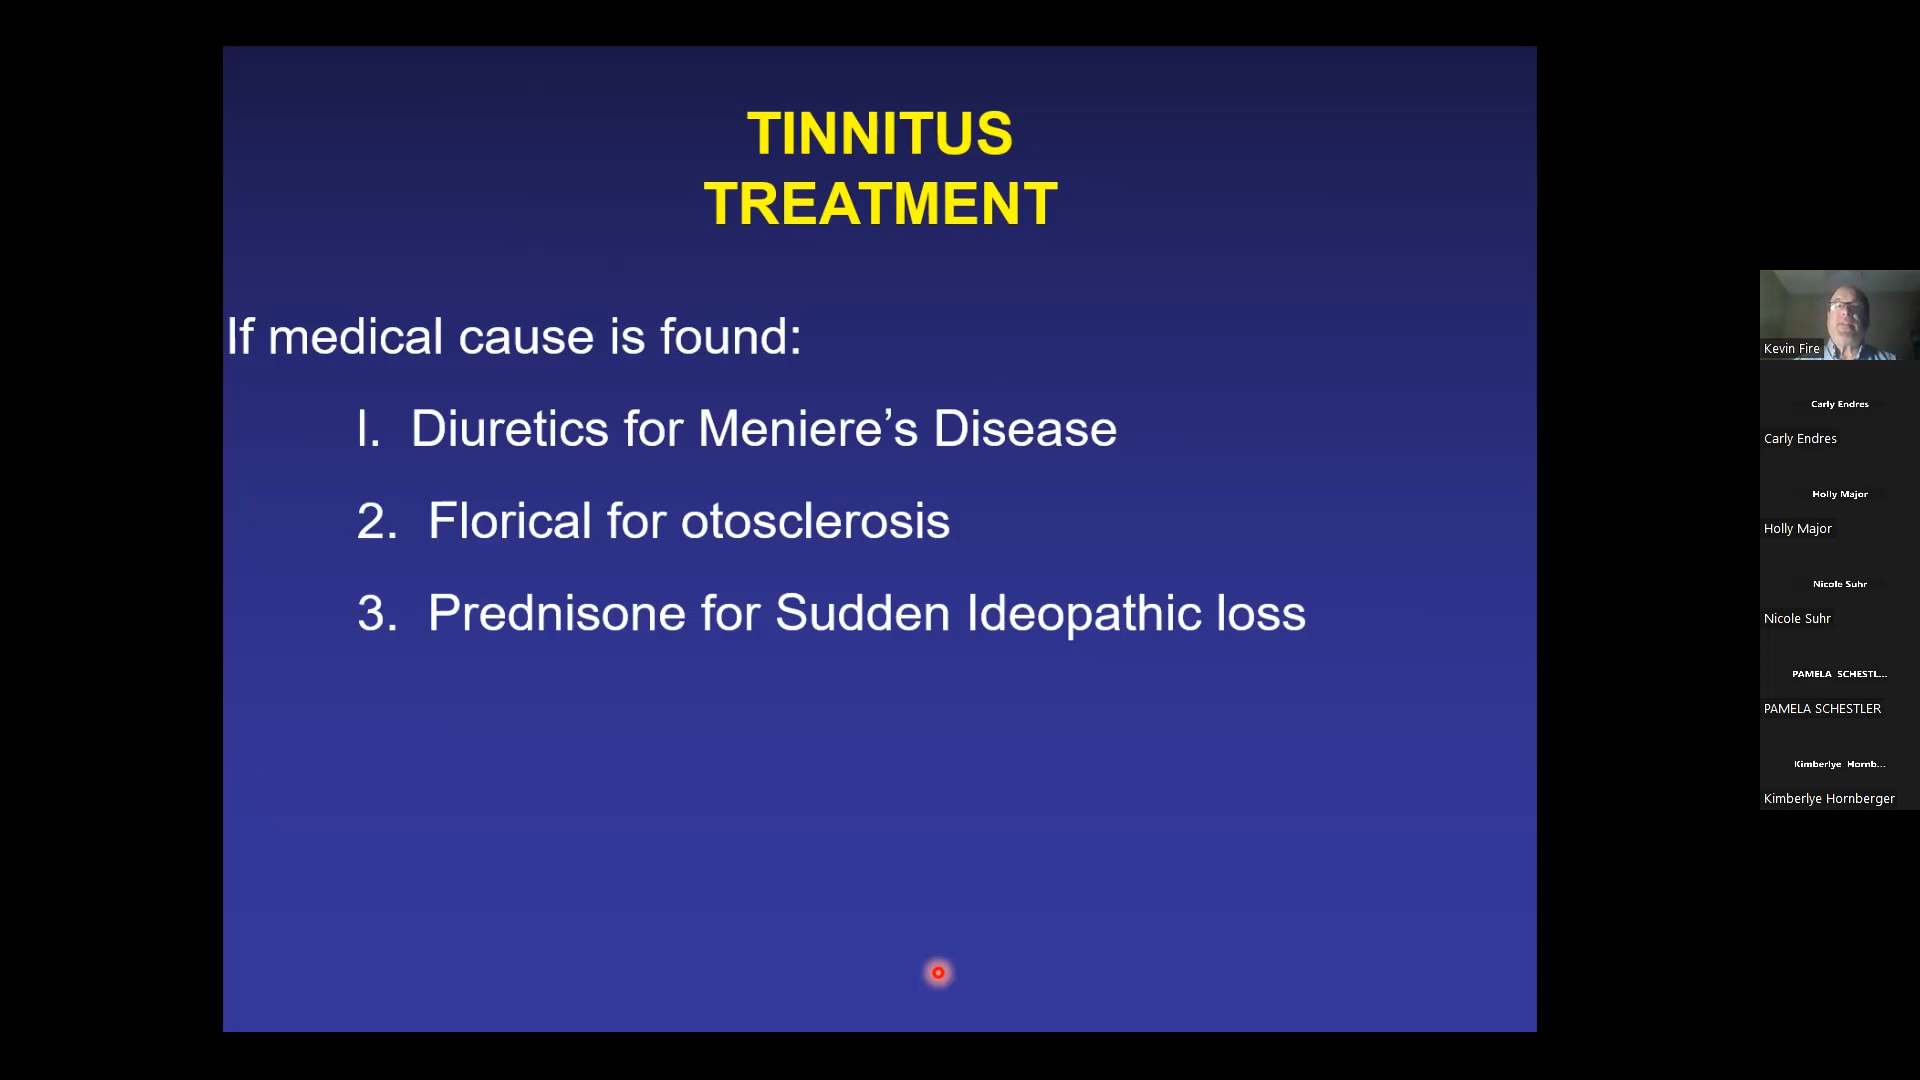 TINNITUS
TREATMENT
If medical cause is found:
l. Diuretics for Meniere’s Disease
2. Florical for otosclerosis
3. Prednisone for Sudden Ideopathic loss
Kevin Fire
Carly Endres
Carly Endres
Holly Major
Holly Major
Nicole Suhr
Nicole Suhr
PAMELA SCHESTL...
PAMELA SCHESTLER
Kimberlye Hornb...
Kimberlye Hornberger